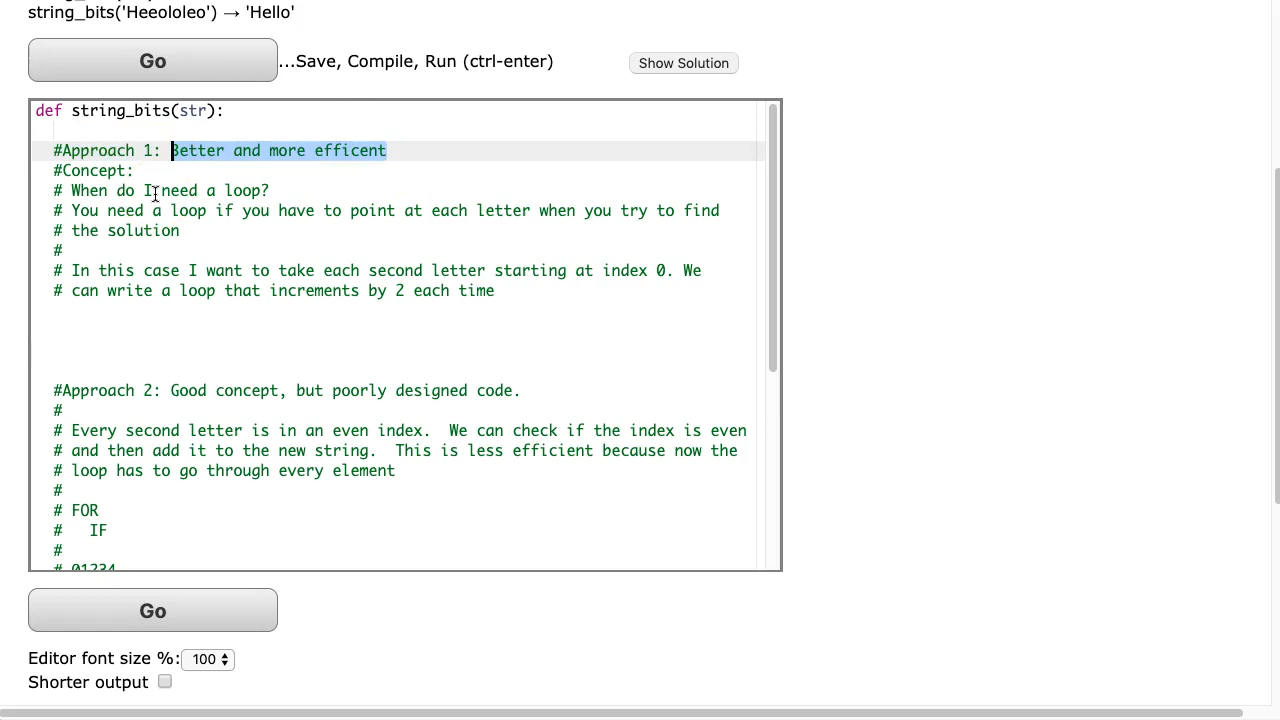 string_bits('Heeololeo') → 'Hello'
Go ...Save, Compile, Run (ctrl-enter) Show Solution
def string_bits(str):
#Approach 1: Better and more efficent
#Concept:
# When do I need a loop?
# You need a loop if you have to point at each letter when you try to find
# the solution
#
# In this case I want to take each second letter starting at index 0. We
# can write a loop that increments by 2 each time
#Approach 2: Good concept, but poorly designed code.
#
# Every second letter is in an even index.  We can check if the index is even
# and then add it to the new string.  This is less efficient because now the
# loop has to go through every element
#
# FOR
#   IF
#
# 01234
Go
Editor font size %: 100
Shorter output